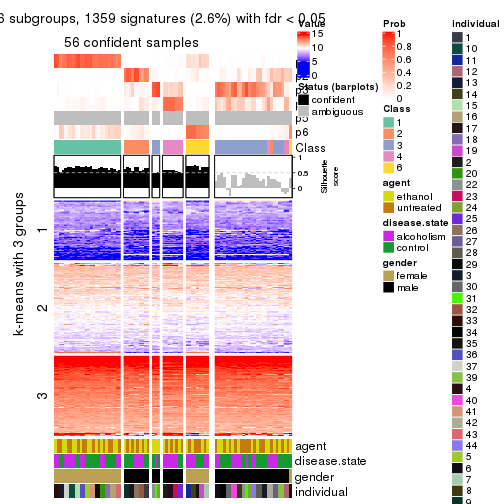 6 subgroups, 1359 signatures (2.6%) with fdr < 0.05
56 confident samples
p5
p6
Class
1
0.5
0
Silhouette
score
k-means with 3 groups
1
2
3
agent
disease.state
gender
individual
Value
15
10
5
0
Status (barplots)
confident
ambiguous
Prob
1
0.8
0.6
0.4
0.2
0
Class
1
2
3
4
6
agent
ethanol
untreated
disease.state
alcoholism
control
gender
female
male
individual
1
10
11
12
13
14
15
16
17
18
19
2
20
22
23
24
25
26
27
28
29
3
30
31
32
33
34
35
36
37
39
4
40
41
42
43
44
5
6
7
8